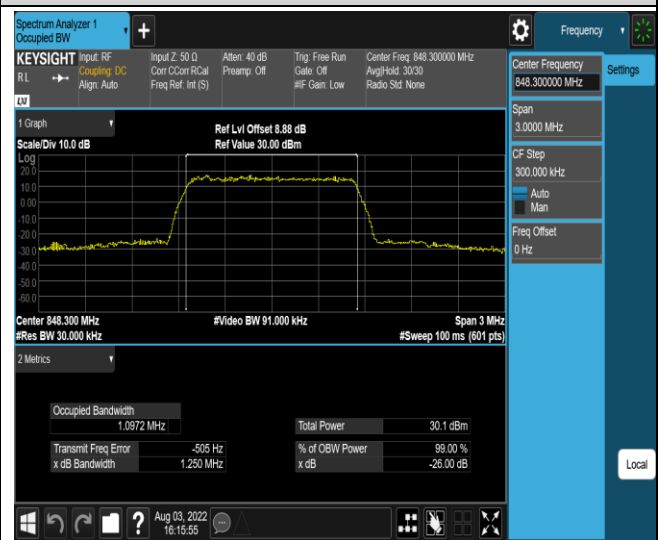 Spectrum Analyzer 1
Occupied BW
Frequency
KEYSIGHT
RL
LXI
Input: RF
Coupling: DC
Align: Auto
Input Z: 50 Ω
Corr CCorr RCal
Freq Ref: Int (S)
Atten: 40 dB
Preamp: Off
Trig: Free Run
Gate: Off
#IF Gain: Low
Center Freq: 848.300000 MHz
Avg|Hold: 30/30
Radio Std: None
Center Frequency
848.300000 MHz
Settings
Span
3.0000 MHz
CF Step
300.000 kHz
Auto
Man
Freq Offset
0 Hz
1 Graph
Scale/Div 10.0 dB
Ref Lvl Offset 8.88 dB
Ref Value 30.00 dBm
Log
20.0
10.0
0.00
-10.0
-20.0
-30.0
-40.0
-50.0
-60.0
Center 848.300 MHz
#Video BW 91.000 kHz
Span 3 MHz
#Res BW 30.000 kHz
#Sweep 100 ms (601 pts)
2 Metrics
Occupied Bandwidth
1.0972 MHz
Total Power 30.1 dBm
Transmit Freq Error -505 Hz
% of OBW Power 99.00 %
x dB Bandwidth 1.250 MHz
x dB -26.00 dB
Local
?
Aug 03, 2022
16:15:55